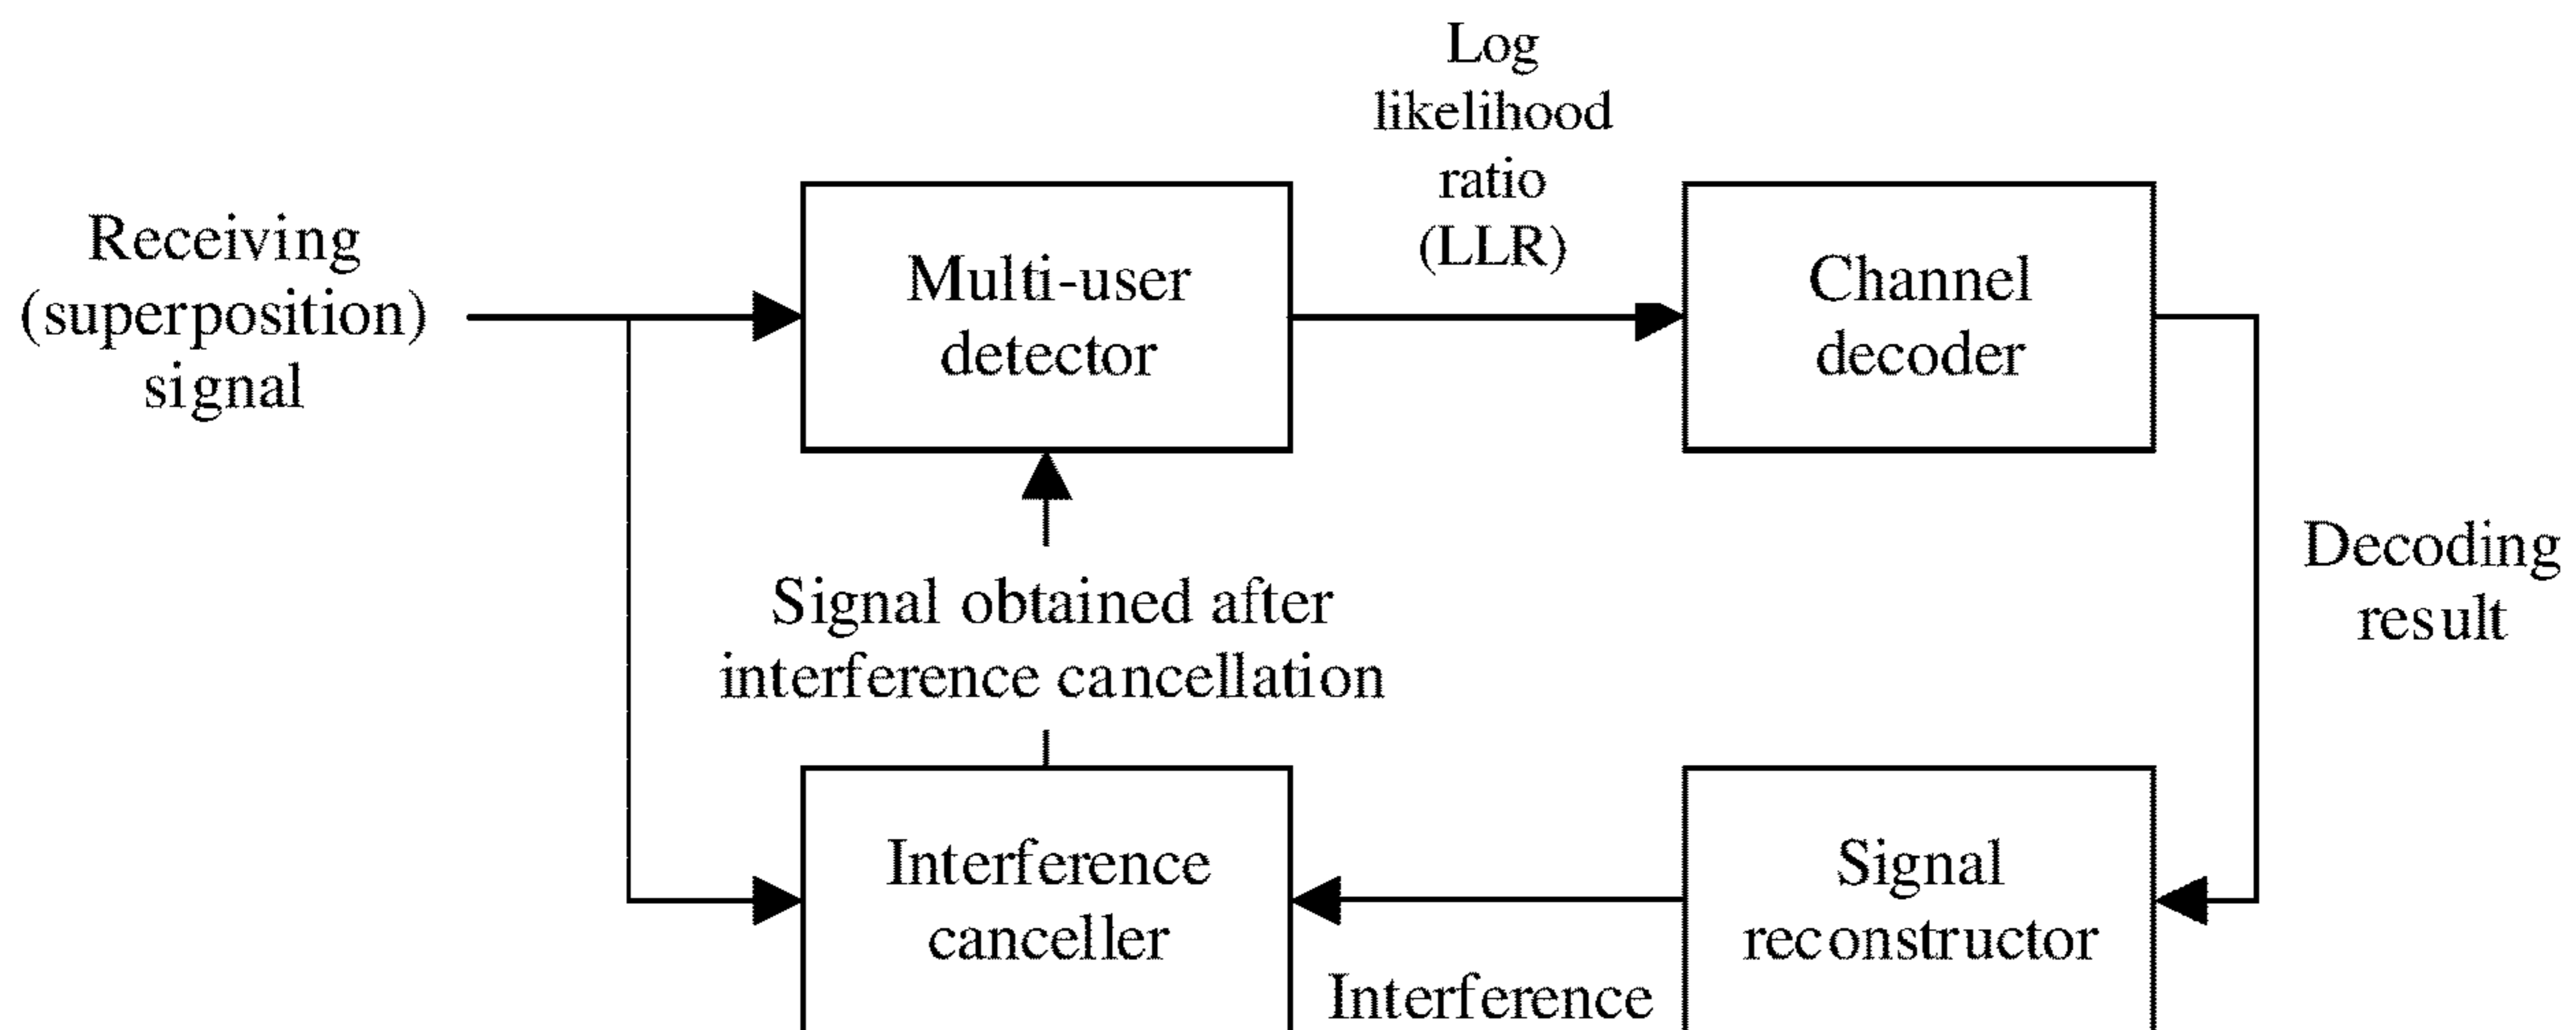 Log
likelihood
ratio
(LLR)
Receiving
(superposition)
signal
Multi-user
detector
Channel
decoder
Decoding
result
Signal obtained after
interference cancellation
Interference
canceller
Signal
reconstructor
Interference